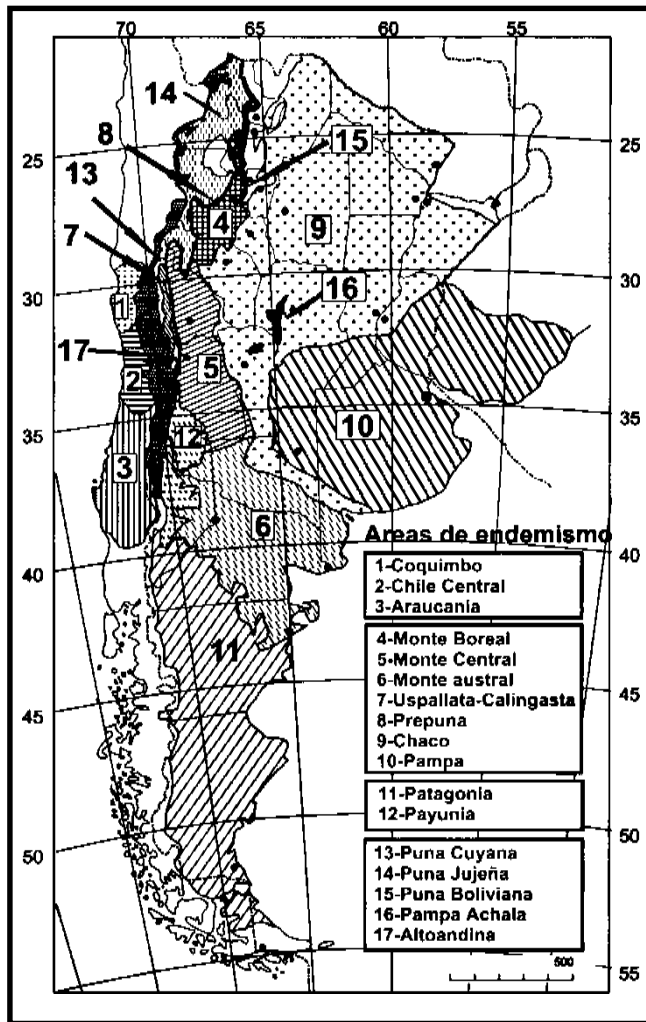 70 65 60 55
14
8
15
25 25
13
4
9
7
30 30
1
16
17
5
2
35 35
10
12
3
6
Areas de endemismo
40 40
1-Coquimbo
2-Chile Central
3-Araucania
4-Monte Boreal
5-Monte Central
6-Monte austral
11
45 45
7-Uspallata-Calingasta
8-Prepuna
9-Chaco
10-Pampa
11-Patagonia
12-Payunia
50 50
13-Puna Cuyana
14-Puna Jujeña
15-Puna Boliviana
16-Pampa Achala
17-Altoandina
500
55
70 65 60